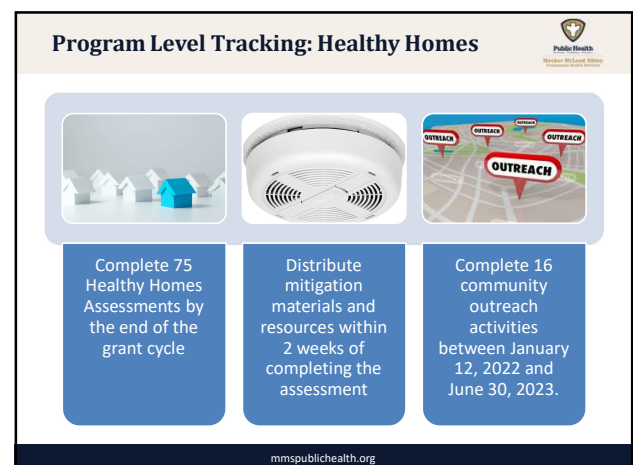 Program Level Tracking: Healthy Homes
Public Health
Meeker McLeod Sibley
OUTREACH
OUTREACH
OUTREACH
OUTREACH
OUTREACH
Complete 75
Healthy Homes
Assessments by
the end of the
grant cycle
Distribute
mitigation
materials and
resources within
2 weeks of
completing the
assessment
Complete 16
community
outreach
activities
between January
12, 2022 and
June 30, 2023.
mmspublichealth.org